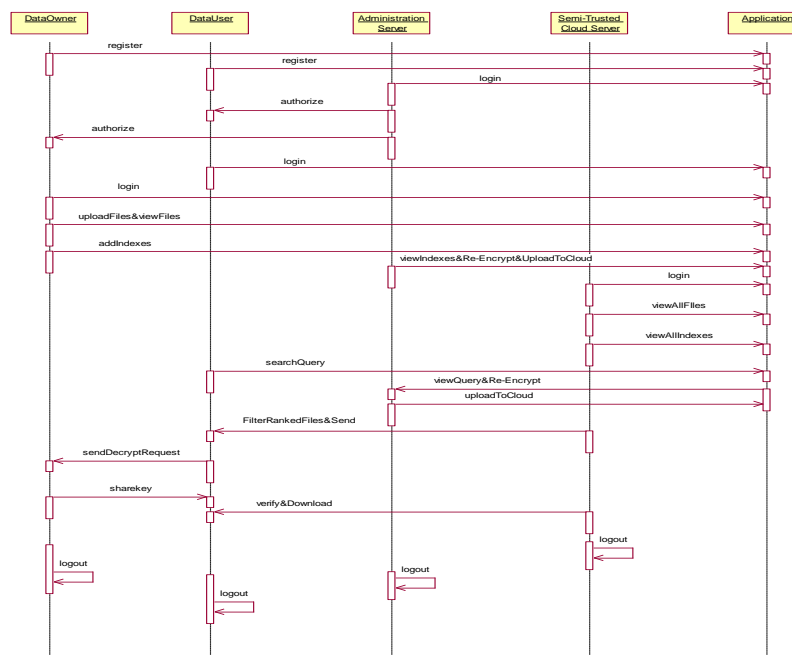 DataOwner
DataUser
Administration
Server
Semi-Trusted
Cloud Server
Application
register
register
login
authorize
authorize
login
login
uploadFiles&viewFiles
addIndexes
viewIndexes&Re-Encrypt&UploadToCloud
login
viewAllFIles
viewAllIndexes
searchQuery
viewQuery&Re-Encrypt
uploadToCloud
FilterRankedFiles&Send
sendDecryptRequest
sharekey
verify&Download
logout
logout
logout
logout